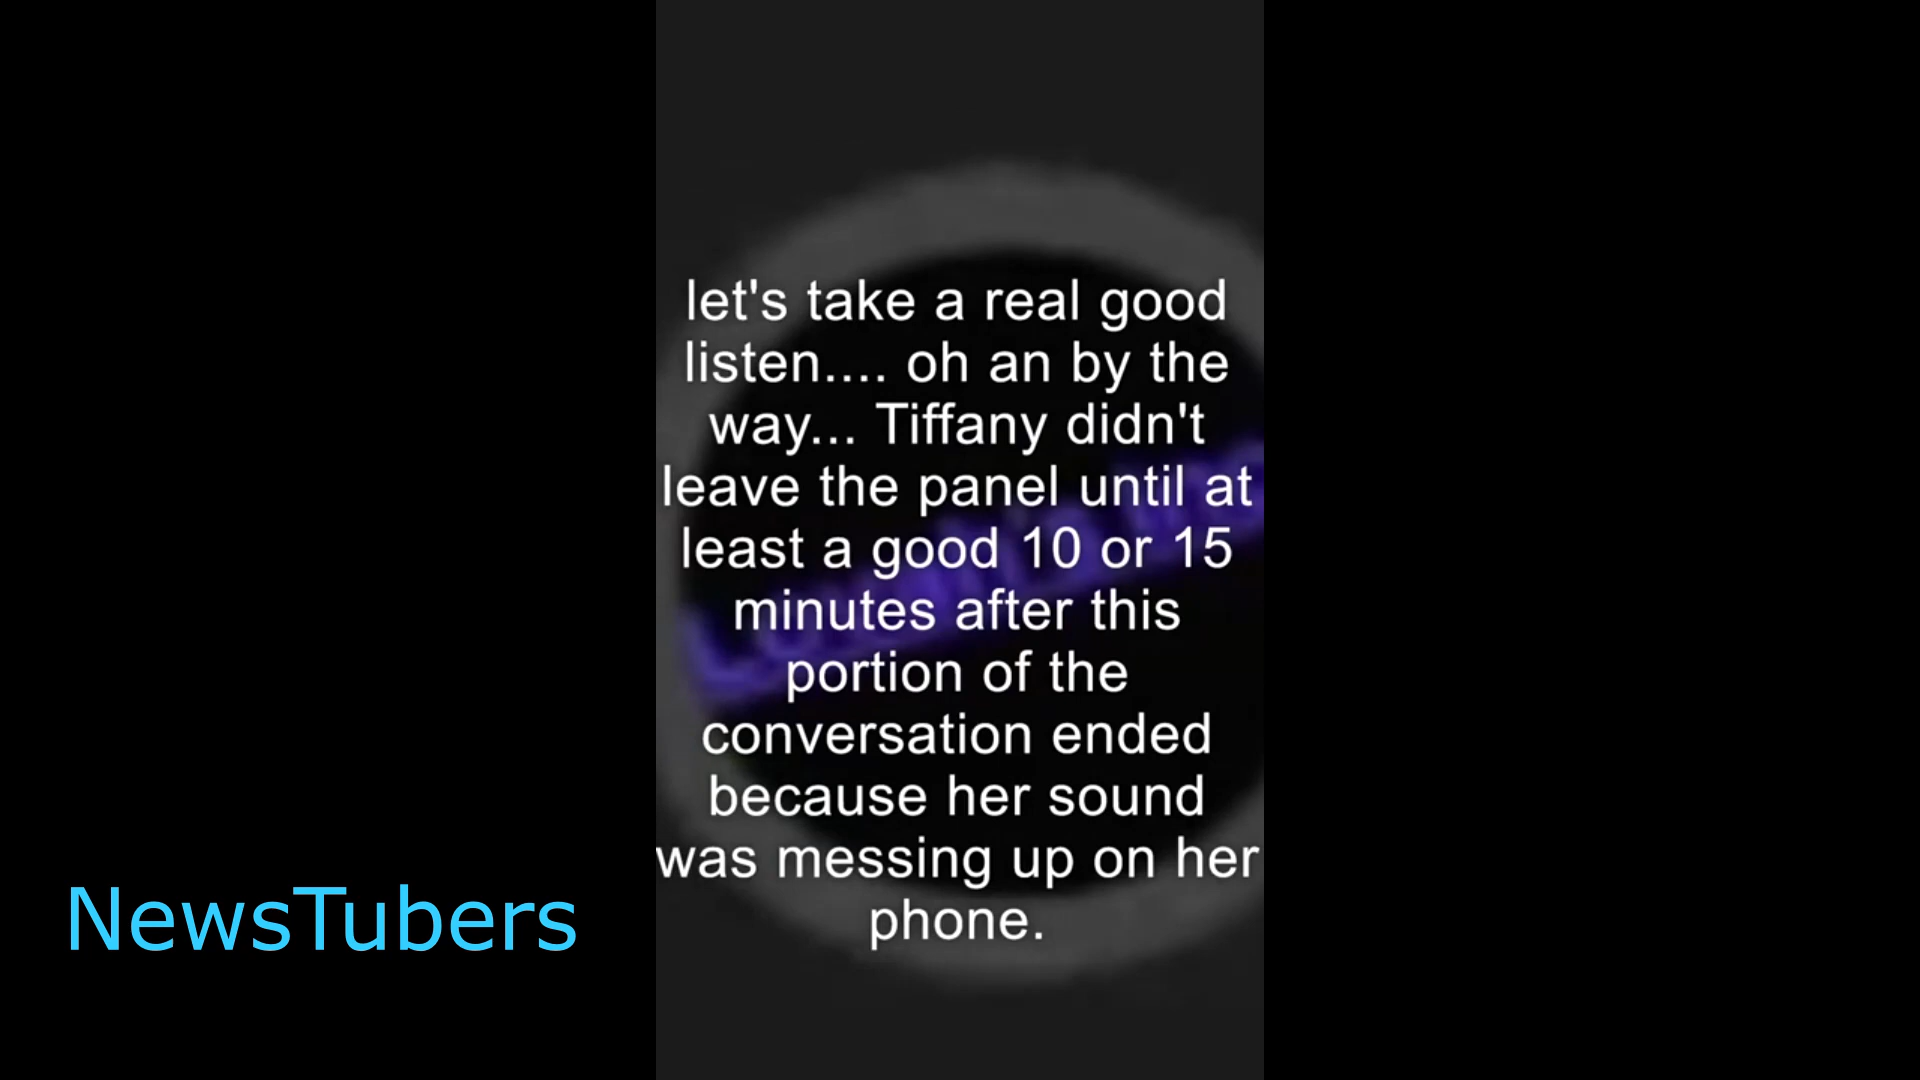 let's take a real good
listen.... oh an by the
way... Tiffany didn't
leave the panel until at
least a good 10 or 15
minutes after this
portion of the
conversation ended
because her sound
was messing up on her
phone.
NewsTubers